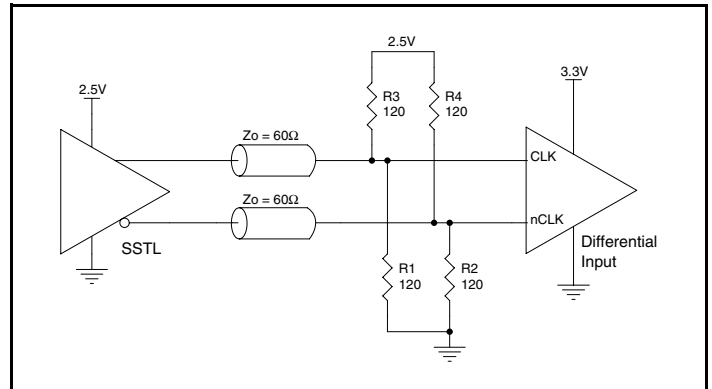 2.5V
3.3V
2.5V
R3
120
R4
120
Zo = 60Ω
CLK
Zo = 60Ω
nCLK
SSTL
Differential
Input
R1
120
R2
120